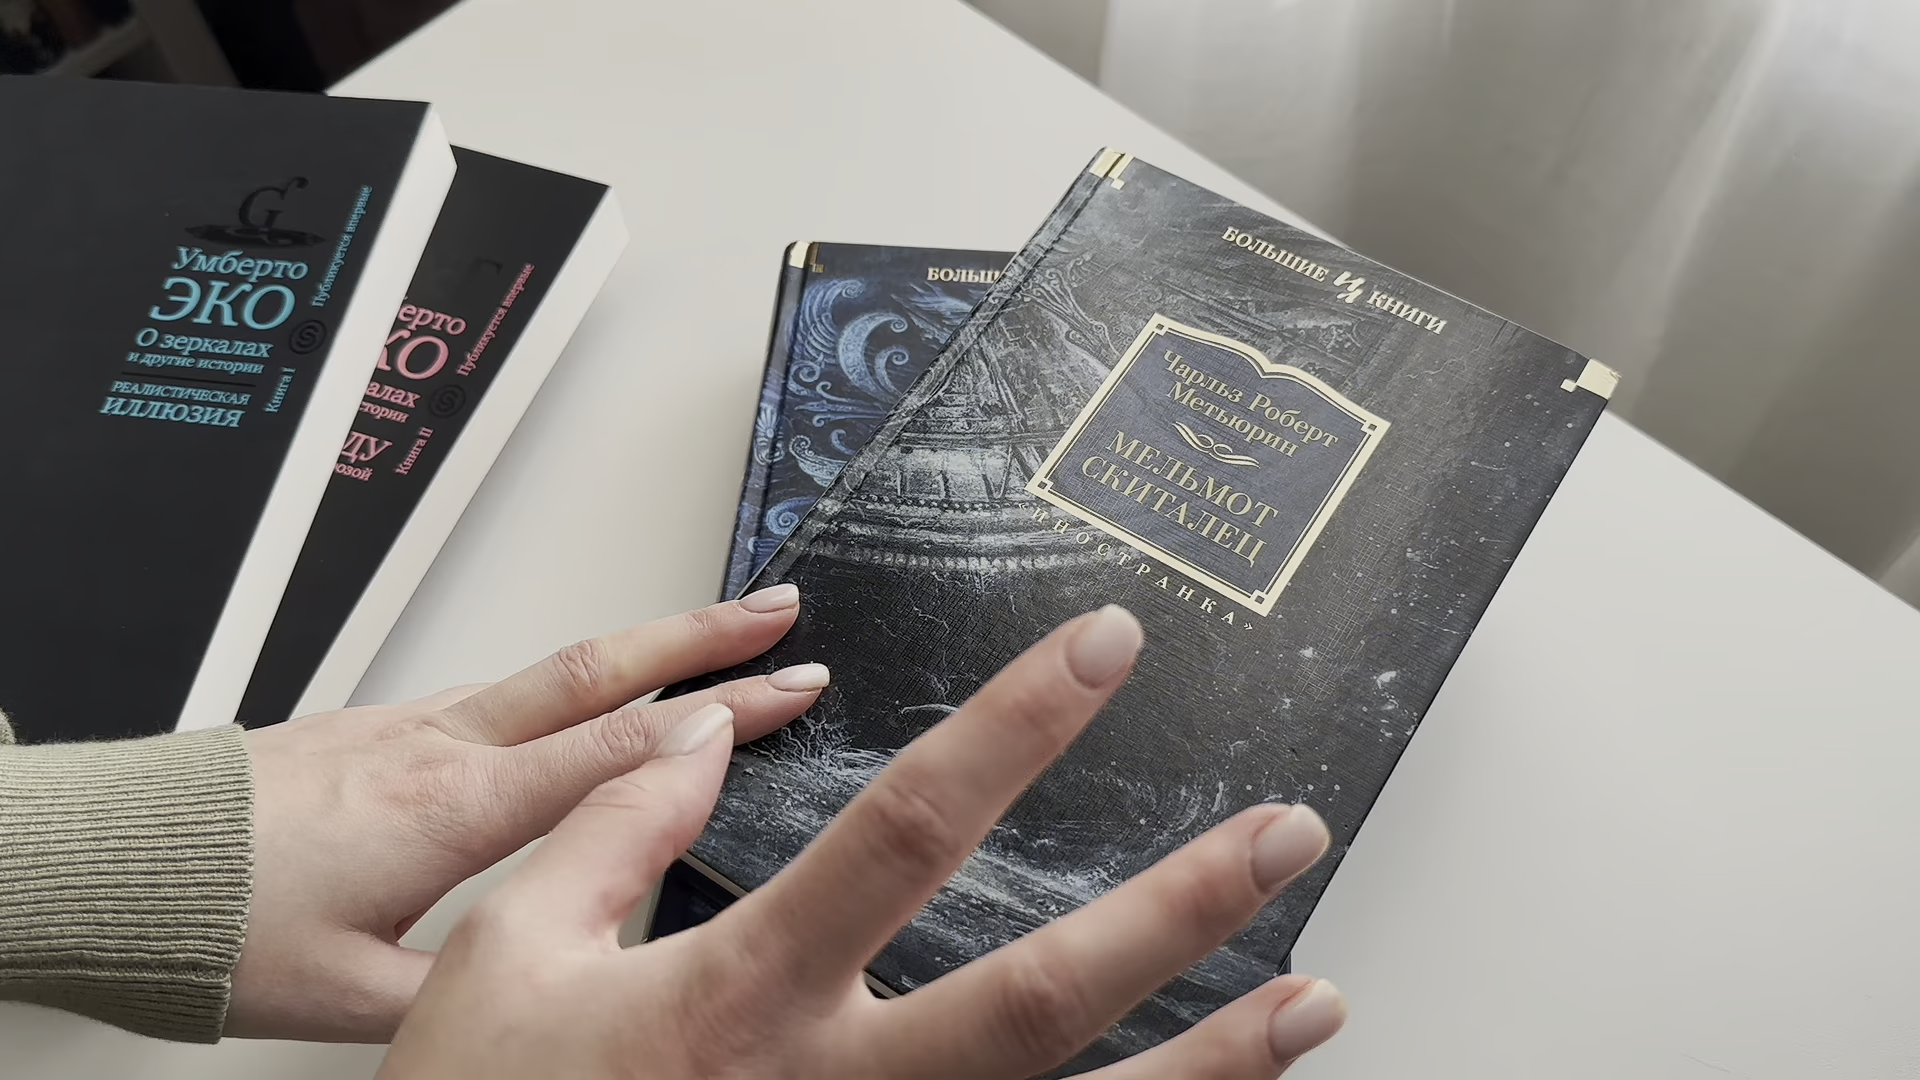 G
Умберто
ЭКО
О зеркалах
и другие истории
РЕАЛИСТИЧЕСКАЯ
ИЛЛЮЗИЯ
Книга I
Публикуется впервые
Книга II
Публикуется впервые
БОЛЬШИЕ КНИГИ
Чарльз Роберт
Метьюрин
МЕЛЬМОТ
СКИТАЛЕЦ
«ИНОСТРАНКА»